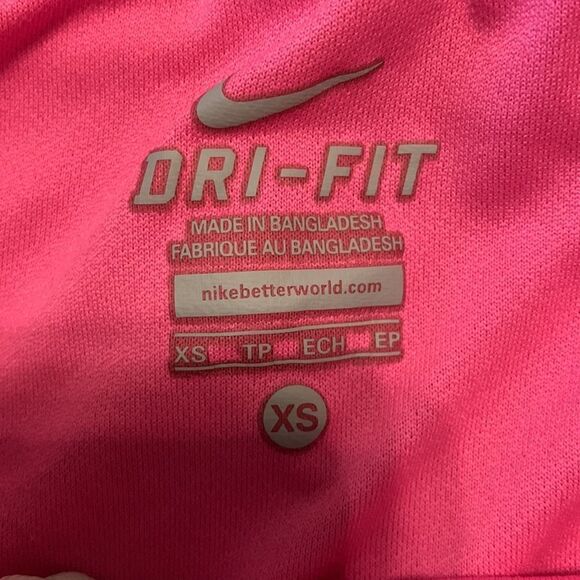 DRI-FIT
MADE IN BANGLADESH
FABRIQUE AU BANGLADESH
nikebetterworld.com
XS TP ECH EP
XS